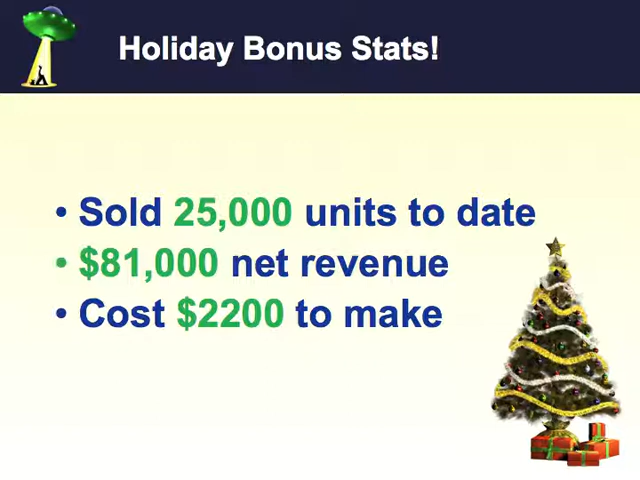 Holiday Bonus Stats!
• Sold 25,000 units to date
• $81,000 net revenue
• Cost $2200 to make